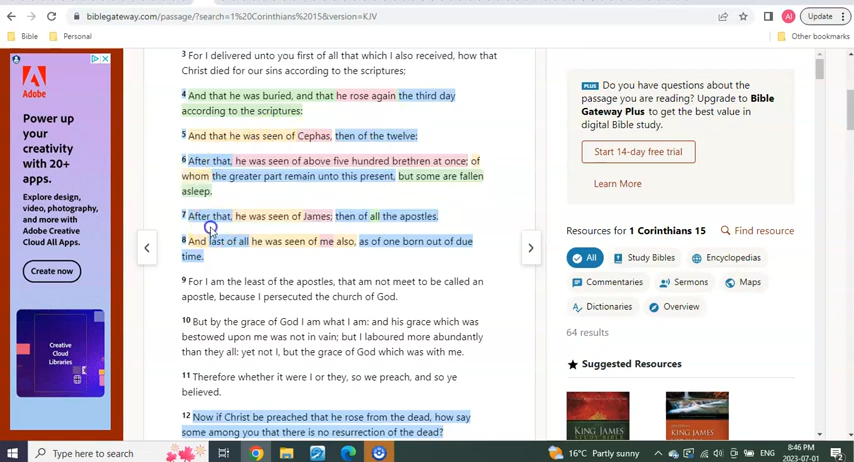 biblegateway.com/passage/?search=1%20Corinthians%2015&version=KJV
AI
Update
Bible
Personal
Other bookmarks
Adobe
Power up
your
creativity
with 20+
apps.
Explore design,
video, photography,
and more with
Adobe Creative
Cloud All Apps.
Create now
Creative
Cloud
Libraries
3 For I delivered unto you first of all that which I also received, how that
Christ died for our sins according to the scriptures;
4 And that he was buried, and that he rose again the third day
according to the scriptures:
5 And that he was seen of Cephas, then of the twelve:
6 After that, he was seen of above five hundred brethren at once; of
whom the greater part remain unto this present, but some are fallen
asleep.
7 After that, he was seen of James; then of all the apostles.
8 And last of all he was seen of me also, as of one born out of due
time.
9 For I am the least of the apostles, that am not meet to be called an
apostle, because I persecuted the church of God.
10 But by the grace of God I am what I am: and his grace which was
bestowed upon me was not in vain; but I laboured more abundantly
than they all: yet not I, but the grace of God which was with me.
11 Therefore whether it were I or they, so we preach, and so ye
believed.
12 Now if Christ be preached that he rose from the dead, how say
some among you that there is no resurrection of the dead?
PLUS Do you have questions about the
passage you are reading? Upgrade to Bible
Gateway Plus to get the best value in
digital Bible study.
Start 14-day free trial
Learn More
Resources for 1 Corinthians 15
Find resource
All
Study Bibles
Encyclopedias
Commentaries
Sermons
Maps
Dictionaries
Overview
64 results
Suggested Resources
KING JAMES
KING JAMES
Type here to search
16°C Partly sunny
ENG
8:46 PM
2023-07-01